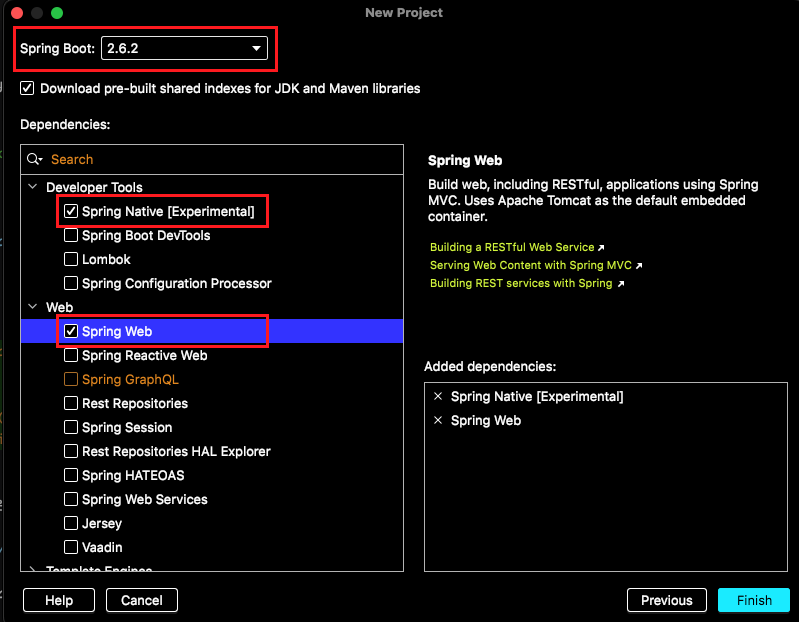 New Project
Spring Boot: 2.6.2
Download pre-built shared indexes for JDK and Maven libraries
Dependencies:
Search
Developer Tools
Spring Native [Experimental]
Spring Boot DevTools
Lombok
Spring Configuration Processor
Web
Spring Web
Spring Reactive Web
Spring GraphQL
Rest Repositories
Spring Session
Rest Repositories HAL Explorer
Spring HATEOAS
Spring Web Services
Jersey
Vaadin
Template Engines
Spring Web
Build web, including RESTful, applications using Spring
MVC. Uses Apache Tomcat as the default embedded
container.
Building a RESTful Web Service
Serving Web Content with Spring MVC
Building REST services with Spring
Added dependencies:
Spring Native [Experimental]
Spring Web
Help
Cancel
Previous
Finish